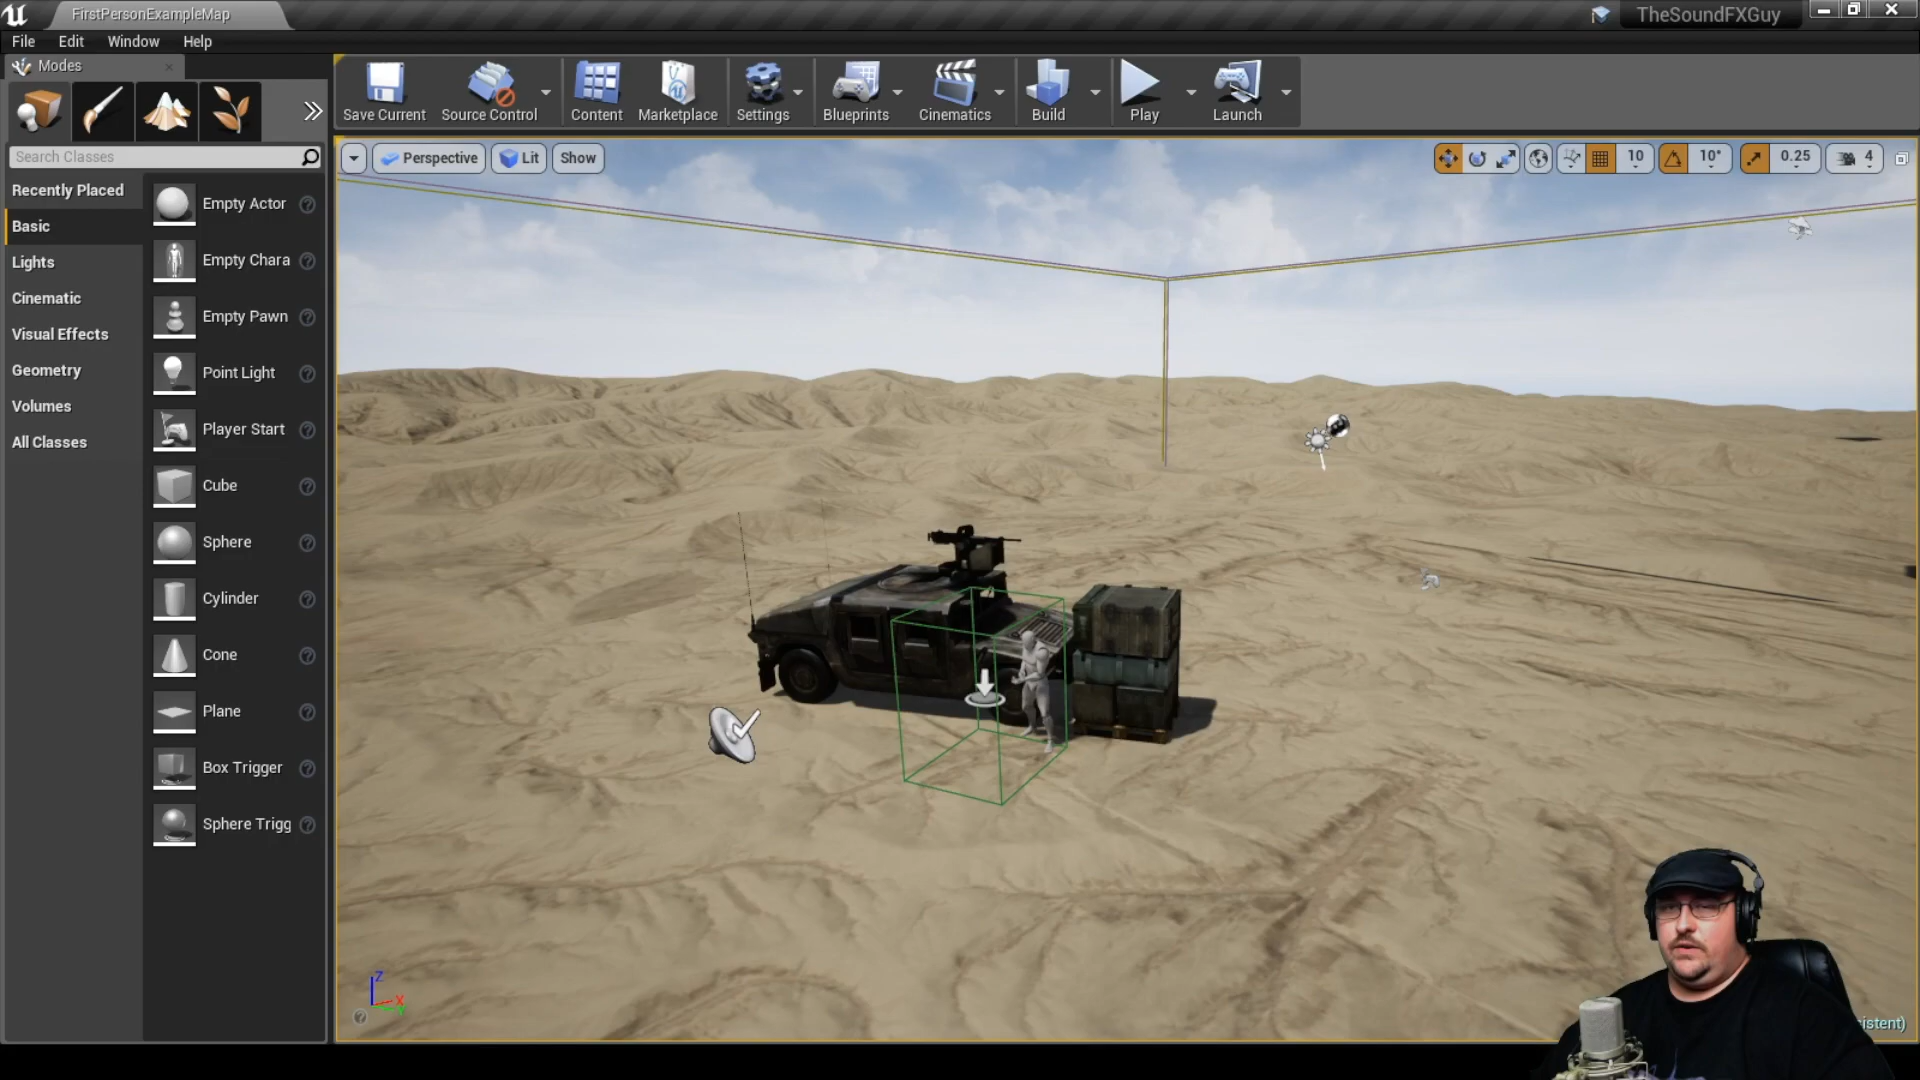 FirstPersonExampleMap
TheSoundFXGuy
File Edit Window Help
Modes
Save Current Source Control Content Marketplace Settings Blueprints Cinematics Build Play Launch
Search Classes
Perspective Lit Show
10 10° 0.25 4
Recently Placed
Basic
Lights
Cinematic
Visual Effects
Geometry
Volumes
All Classes
Empty Actor
Empty Chara
Empty Pawn
Point Light
Player Start
Cube
Sphere
Cylinder
Cone
Plane
Box Trigger
Sphere Trigg
Z
X
Y
istent)